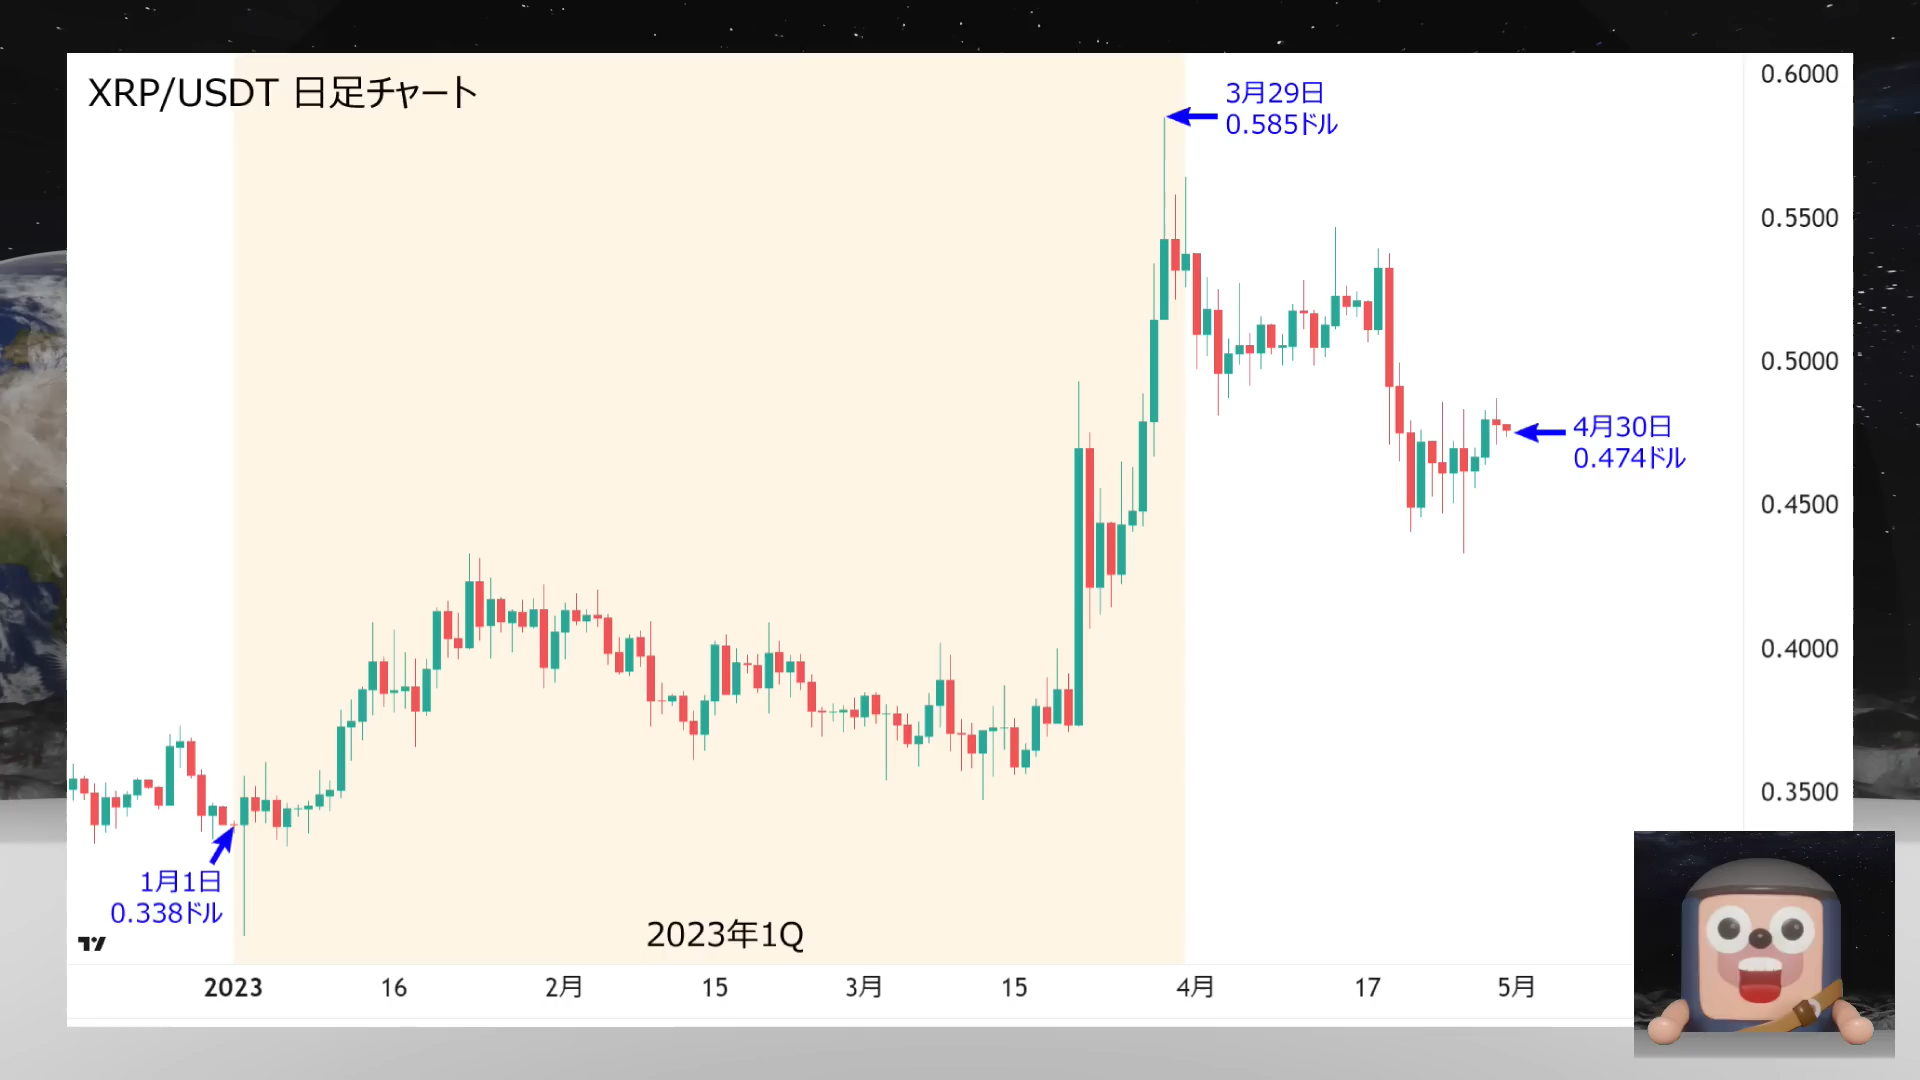 XRP/USDT 日足チャート
3月29日
0.585ドル
4月30日
0.474ドル
1月1日
0.338ドル
2023年1Q
0.6000
0.5500
0.5000
0.4500
0.4000
0.3500
2023
16
2月
15
3月
15
4月
17
5月